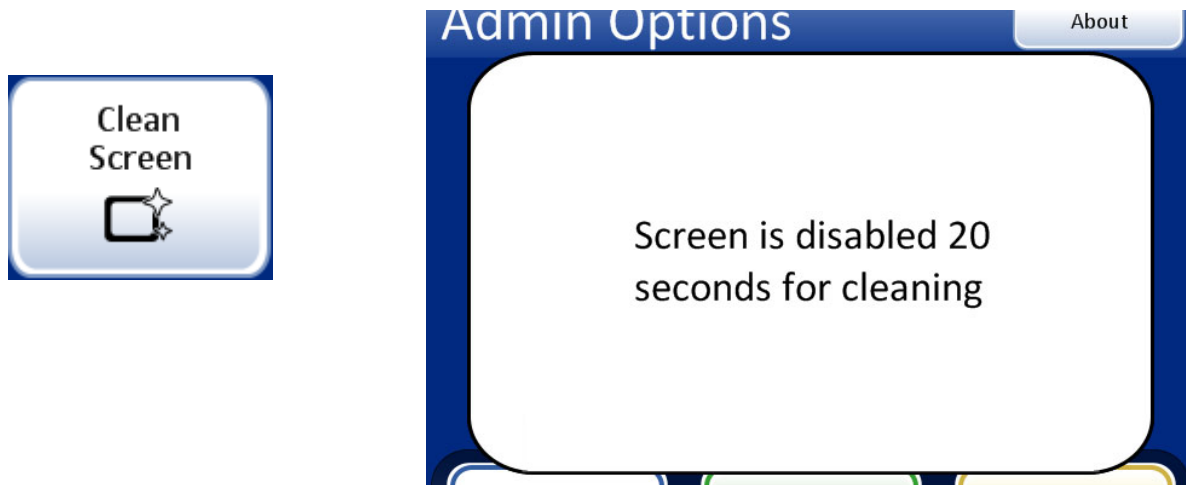 Clean
Screen
Admin Options
About
Screen is disabled 20
seconds for cleaning